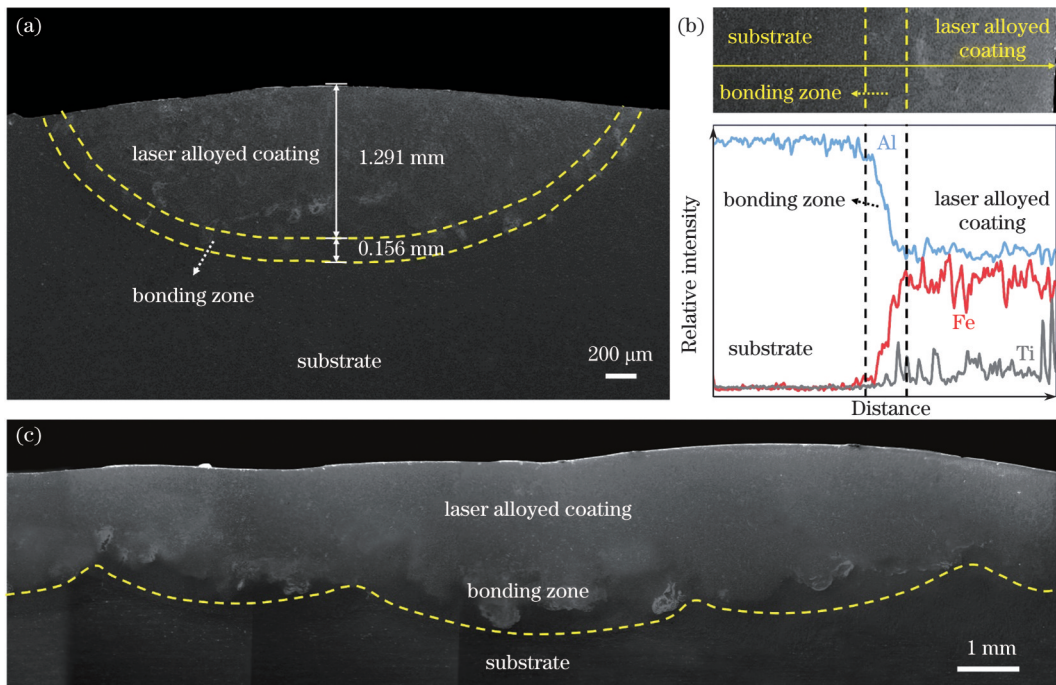 (a)
laser alloyed coating
1.291 mm
0.156 mm
bonding zone
substrate
200 μm
(b)
substrate
laser alloyed
coating
bonding zone
Al
bonding zone
laser alloyed
coating
Relative intensity
Fe
substrate
Ti
Distance
(c)
laser alloyed coating
bonding zone
substrate
1 mm